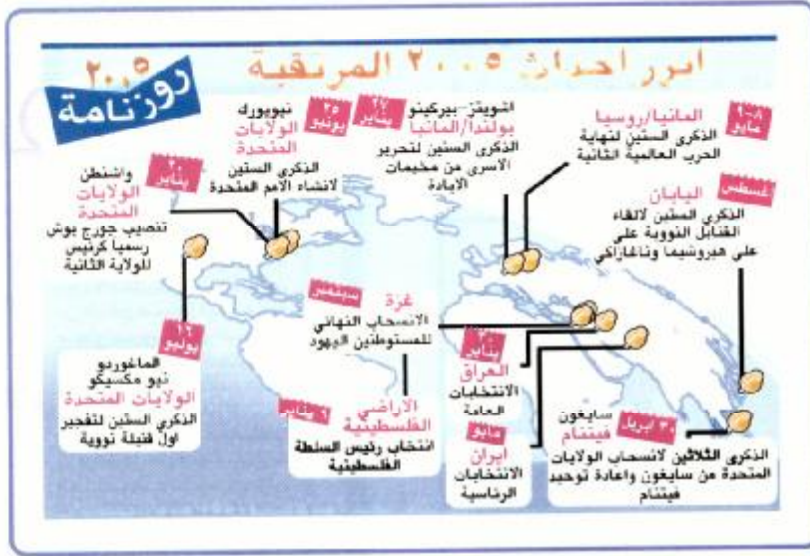 ابرز احداث ٢٠٠٥ المرتقبة
٢٠٠٥
روزنامة
٨-٩
مايو
المانيا/روسيا
الذكرى الستين لنهاية
الحرب العالمية الثانية
٢٧
يناير
اشويتز-بيركينو
بولندا/المانيا
الذكرى الستين لتحرير
الاسرى من مخيمات
الابادة
٢٥
يونيو
نيويورك
الولايات
المتحدة
الذكرى الستين
لانشاء الامم المتحدة
٢٠
يناير
واشنطن
الولايات
المتحدة
تنصيب جورج بوش
رسميا كرئيس
للولاية الثانية
اغسطس
اليابان
الذكرى الستين لالقاء
القنابل النووية على
على هيروشيما وناغازاكي
سبتمبر
غزة
الانسحاب النهائي
للمستوطنين اليهود
١٦
يوليو
الماغوردو
نيو مكسيكو
الولايات المتحدة
الذكرى الستين لتفجير
اول قنبلة نووية
٩ يناير
الاراضي
الفلسطينية
انتخاب رئيس السلطة
الفلسطينية
يناير
العراق
الانتخابات
العامة
مايو
ايران
الانتخابات
الرئاسية
٣٠ ابريل
سايغون
فيتنام
الذكرى الثلاثين لانسحاب الولايات
المتحدة من سايغون واعادة توحيد
فيتنام